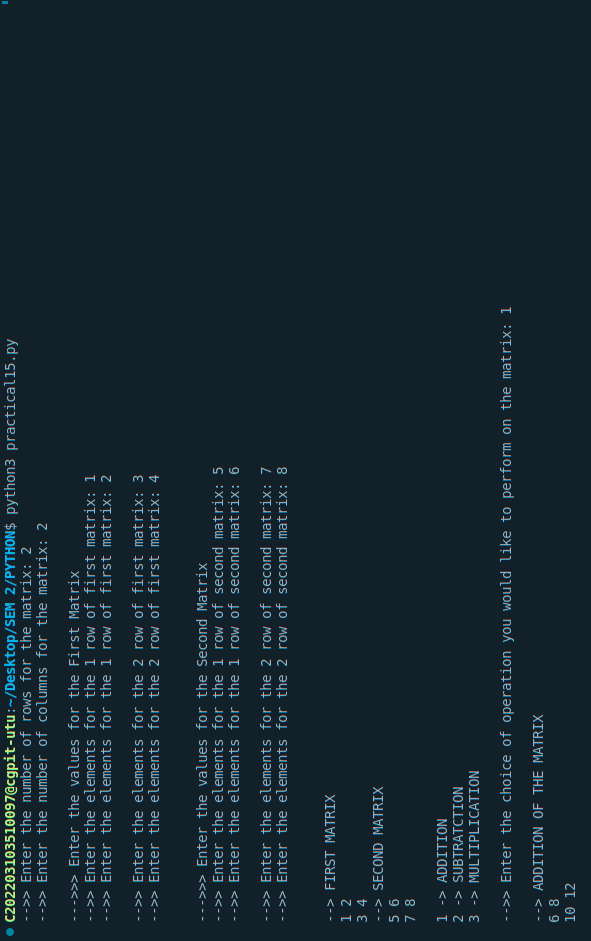 C202203103510097@cgpit-utu:~/Desktop/SEM 2/PYTHON$ python3 practical15.py
-->> Enter the number of rows for the matrix: 2
-->> Enter the number of columns for the matrix: 2
--->>> Enter the values for the First Matrix
-->> Enter the elements for the 1 row of first matrix: 1
-->> Enter the elements for the 1 row of first matrix: 2
-->> Enter the elements for the 2 row of first matrix: 3
-->> Enter the elements for the 2 row of first matrix: 4
--->>> Enter the values for the Second Matrix
-->> Enter the elements for the 1 row of second matrix: 5
-->> Enter the elements for the 1 row of second matrix: 6
-->> Enter the elements for the 2 row of second matrix: 7
-->> Enter the elements for the 2 row of second matrix: 8
--> FIRST MATRIX
1 2
3 4
--> SECOND MATRIX
5 6
7 8
1 -> ADDITION
2 -> SUBTRATCTION
3 -> MULTIPLICATION
-->> Enter the choice of operation you would like to perform on the matrix: 1
--> ADDITION OF THE MATRIX
6 8
10 12